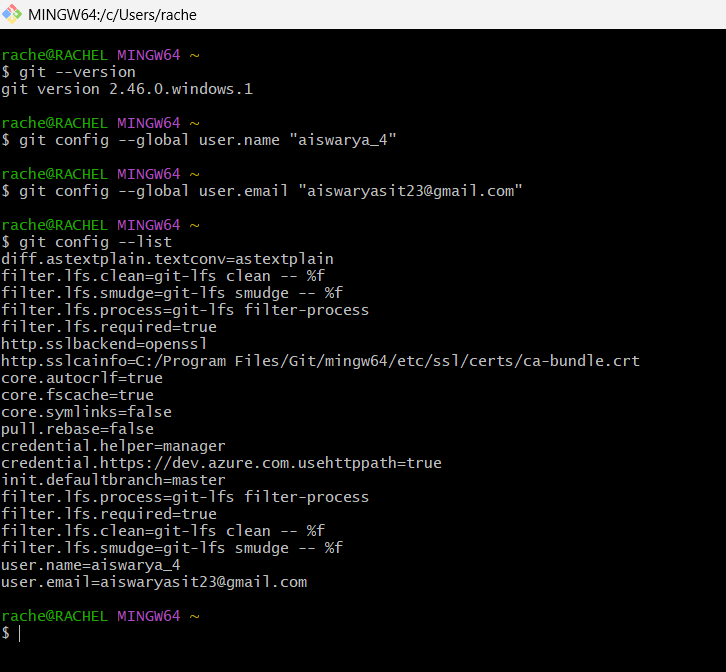 MINGW64:/c/Users/rache
rache@RACHEL MINGW64 ~
$ git --version
git version 2.46.0.windows.1
rache@RACHEL MINGW64 ~
$ git config --global user.name "aiswarya_4"
rache@RACHEL MINGW64 ~
$ git config --global user.email "aiswaryasit23@gmail.com"
rache@RACHEL MINGW64 ~
$ git config --list
diff.astextplain.textconv=astextplain
filter.lfs.clean=git-lfs clean -- %f
filter.lfs.smudge=git-lfs smudge -- %f
filter.lfs.process=git-lfs filter-process
filter.lfs.required=true
http.sslbackend=openssl
http.sslcainfo=C:/Program Files/Git/mingw64/etc/ssl/certs/ca-bundle.crt
core.autocrlf=true
core.fscache=true
core.symlinks=false
pull.rebase=false
credential.helper=manager
credential.https://dev.azure.com.usehttppath=true
init.defaultbranch=master
filter.lfs.process=git-lfs filter-process
filter.lfs.required=true
filter.lfs.clean=git-lfs clean -- %f
filter.lfs.smudge=git-lfs smudge -- %f
user.name=aiswarya_4
user.email=aiswaryasit23@gmail.com
rache@RACHEL MINGW64 ~
$